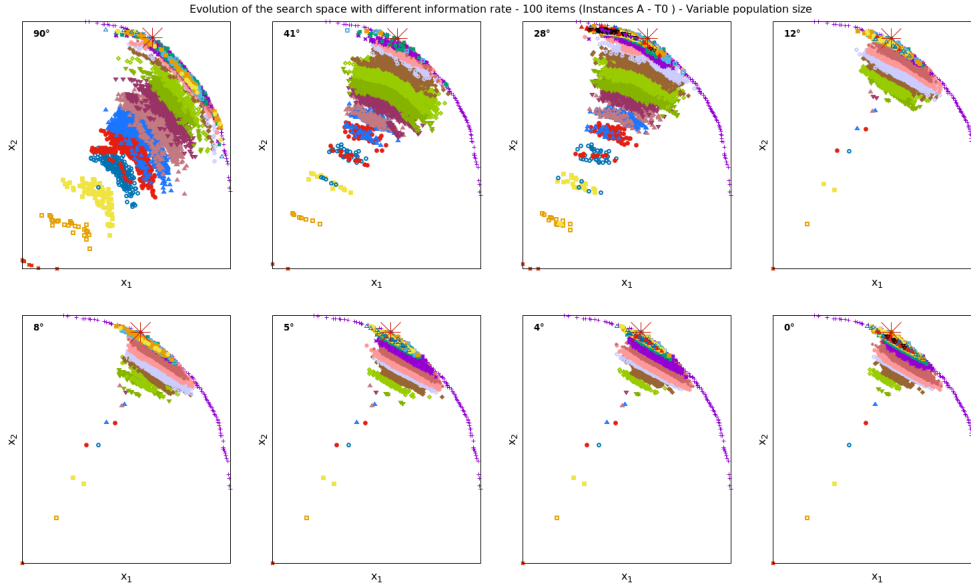 Evolution of the search space with different information rate - 100 items (Instances A - T0 ) - Variable population size
90°
41°
28°
12°
x2
x2
x2
x2
x1
x1
x1
x1
8°
5°
4°
0°
x2
x2
x2
x2
x1
x1
x1
x1